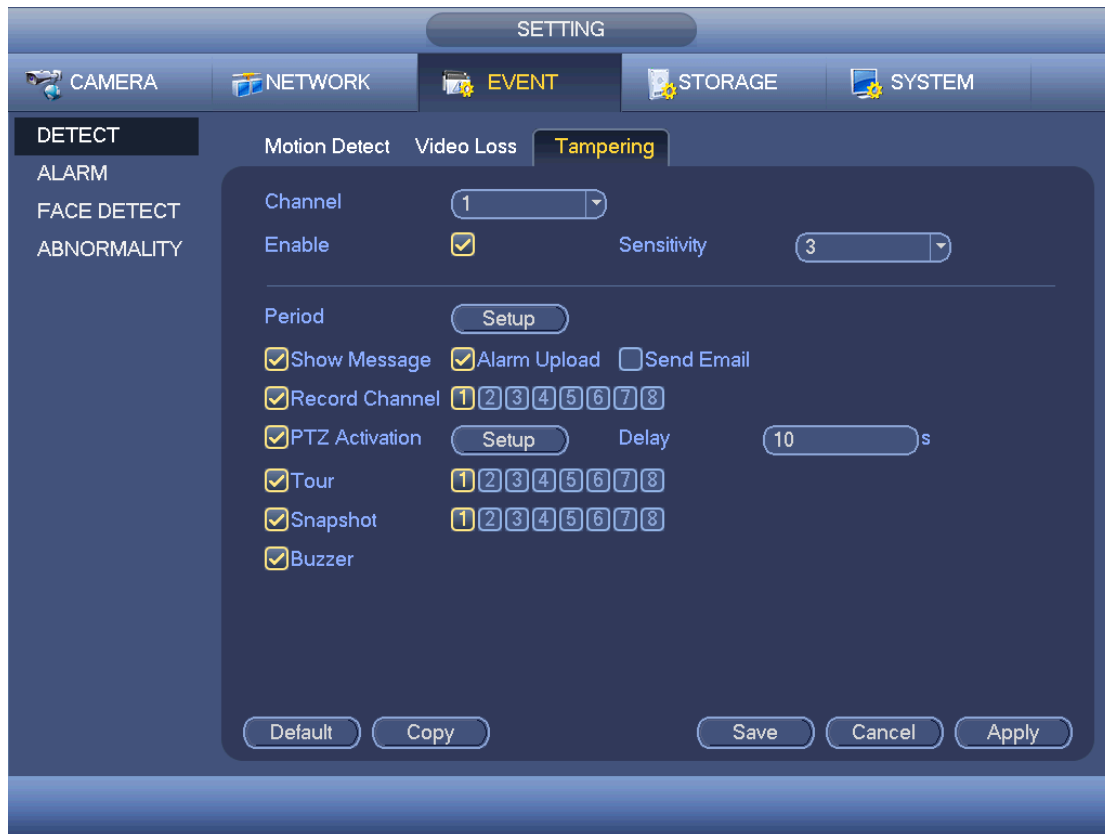 SETTING
CAMERA NETWORK EVENT STORAGE SYSTEM
DETECT
ALARM
FACE DETECT
ABNORMALITY
Motion Detect Video Loss Tampering
Channel 1
Enable Sensitivity 3
Period Setup
Show Message Alarm Upload Send Email
Record Channel 1 2 3 4 5 6 7 8
PTZ Activation Setup Delay 10 s
Tour 1 2 3 4 5 6 7 8
Snapshot 1 2 3 4 5 6 7 8
Buzzer
Default Copy Save Cancel Apply